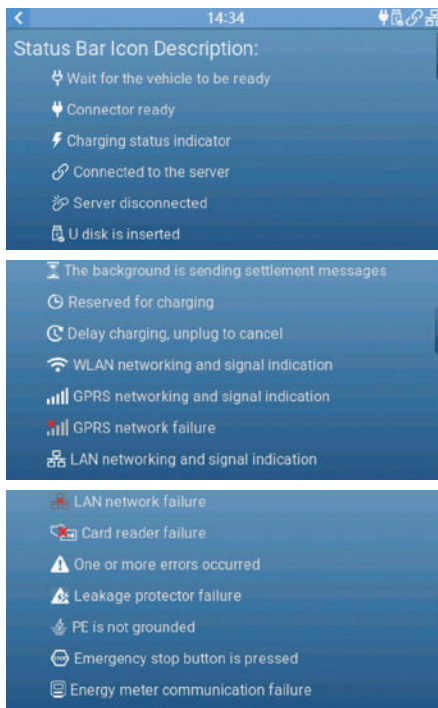 14:34
Status Bar Icon Description:
Wait for the vehicle to be ready
Connector ready
Charging status indicator
Connected to the server
Server disconnected
U disk is inserted
The background is sending settlement messages
Reserved for charging
Delay charging, unplug to cancel
WLAN networking and signal indication
GPRS networking and signal indication
GPRS network failure
LAN networking and signal indication
LAN network failure
Card reader failure
One or more errors occurred
Leakage protector failure
PE is not grounded
Emergency stop button is pressed
Energy meter communication failure